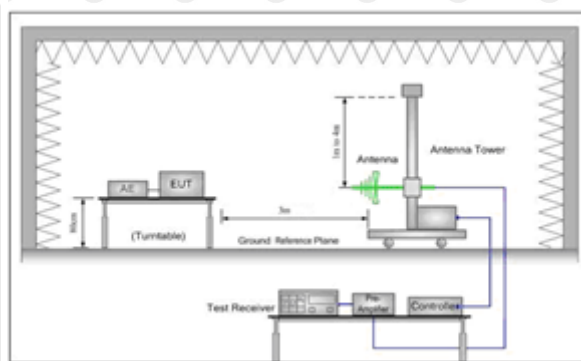 1m to 4m
Antenna
Antenna Tower
AE
EUT
80cm
3m
(Turntable)
Ground Reference Plane
Test Receiver
Pre-
Amplifier
Controller